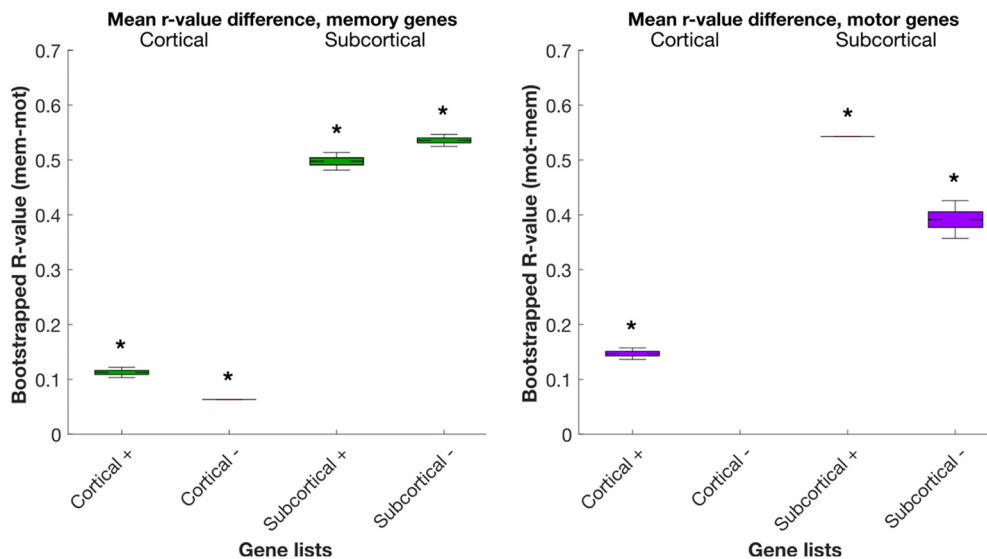 Mean r-value difference, memory genes
Cortical Subcortical
Bootstrapped R-value (mem-mot)
0.7
0.6
0.5
0.4
0.3
0.2
0.1
0
*
*
*
*
Cortical +
Cortical -
Subcortical +
Subcortical -
Gene lists
Mean r-value difference, motor genes
Cortical Subcortical
Bootstrapped R-value (mot-mem)
0.7
0.6
0.5
0.4
0.3
0.2
0.1
0
*
*
*
Cortical +
Cortical -
Subcortical +
Subcortical -
Gene lists